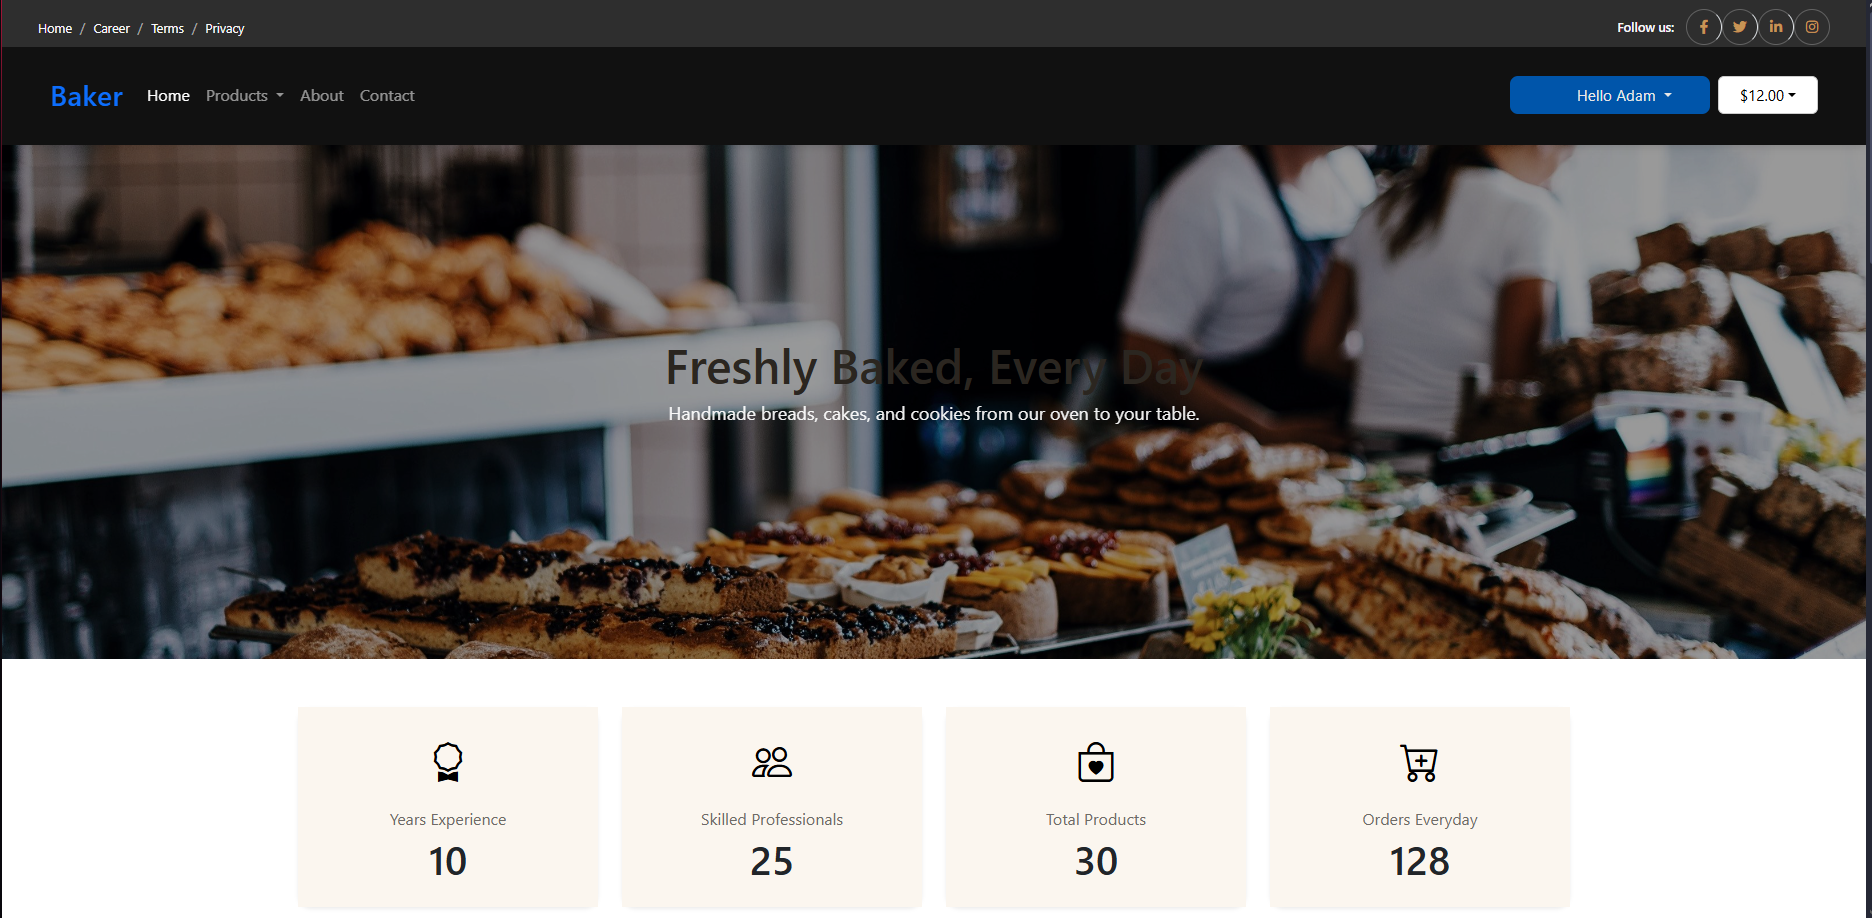 Home / Career / Terms / Privacy
Follow us:
Baker
Home
Products
About
Contact
Hello Adam
$12.00
Freshly Baked, Every Day
Handmade breads, cakes, and cookies from our oven to your table.
Years Experience
10
Skilled Professionals
25
Total Products
30
Orders Everyday
128